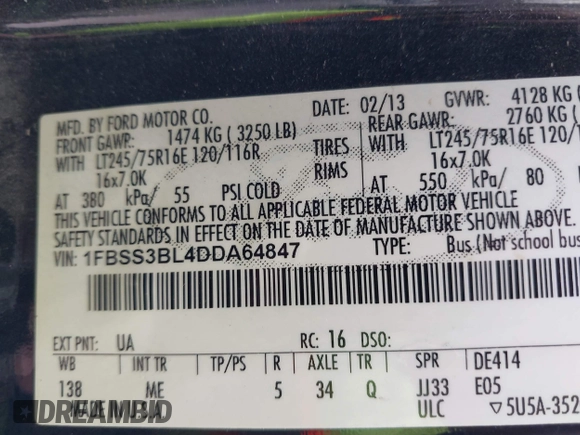 MFD. BY FORD MOTOR CO.
DATE: 02/13 GVWR: 4128 KG (
FRONT GAWR: 1474 KG ( 3250 LB) REAR GAWR: 2760 KG (
WITH LT245/75R16E 120/116R TIRES WITH LT245/75R16E 120/
16x7.0K RIMS 16x7.0K
AT 380 kPa/ 55 PSI COLD AT 550 kPa/ 80
THIS VEHICLE CONFORMS TO ALL APPLICABLE FEDERAL MOTOR VEHICLE
SAFETY STANDARDS IN EFFECT ON THE DATE OF MANUFACTURE SHOWN ABOVE.
VIN: 1FBSS3BL4DDA64847 TYPE: Bus (Not school bus
EXT PNT: UA RC: 16 DSO:
WB INT TR TP/PS R AXLE TR SPR DE414
138 ME 5 34 Q JJ33 E05
MADE IN U.S.A. ULC ▽5U5A-352
DREAMBID